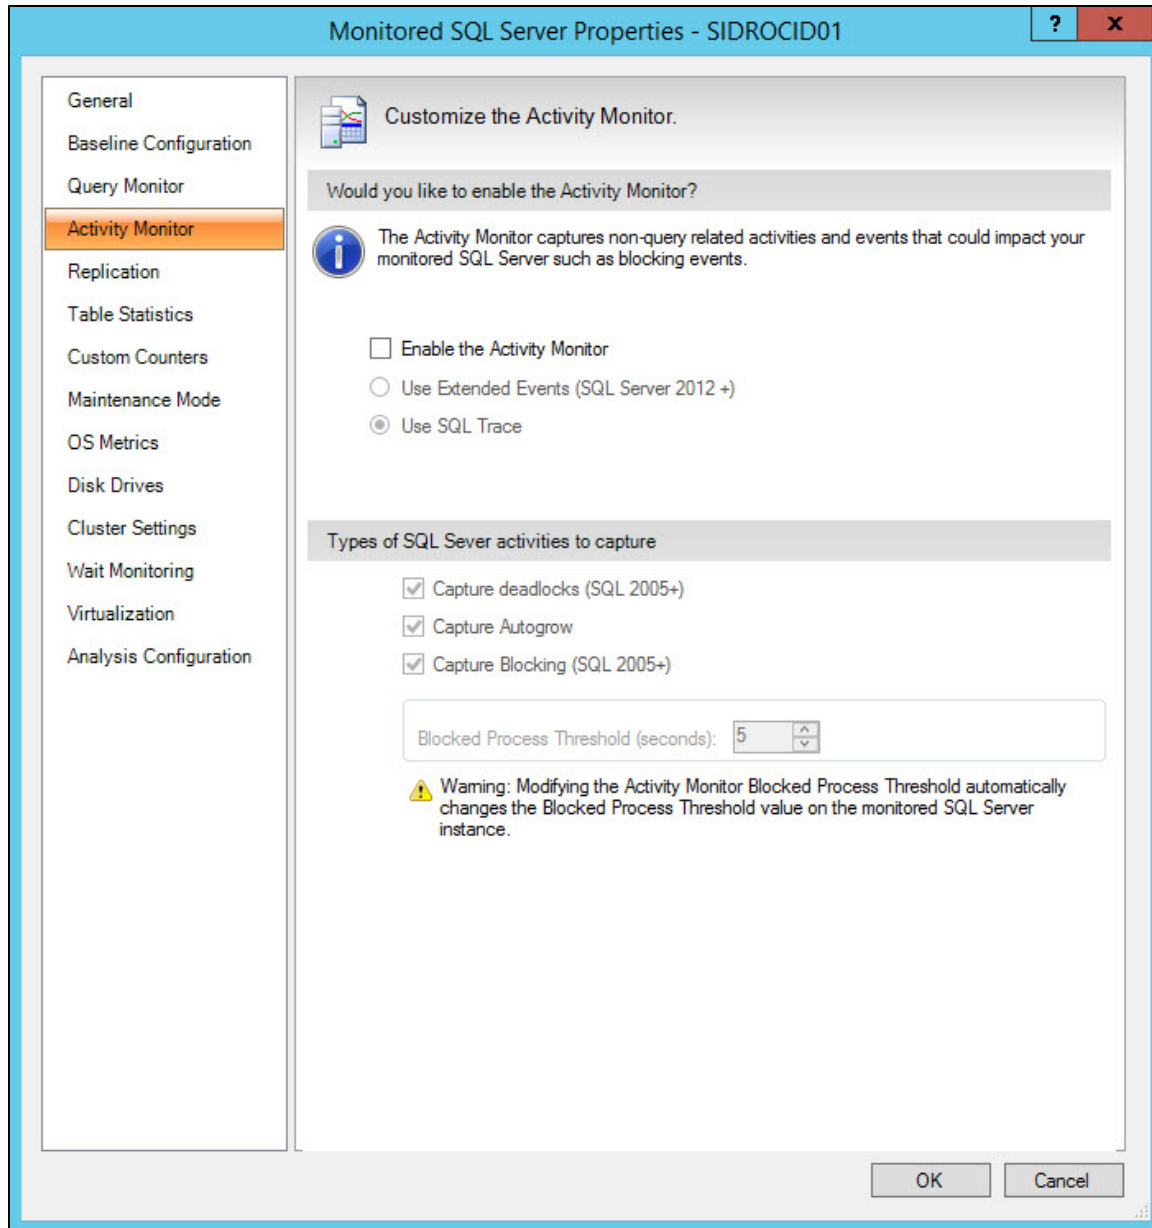 Monitored SQL Server Properties - SIDROCID01
?
x
General
Baseline Configuration
Query Monitor
Activity Monitor
Replication
Table Statistics
Custom Counters
Maintenance Mode
OS Metrics
Disk Drives
Cluster Settings
Wait Monitoring
Virtualization
Analysis Configuration
Customize the Activity Monitor.
Would you like to enable the Activity Monitor?
The Activity Monitor captures non-query related activities and events that could impact your
monitored SQL Server such as blocking events.
Enable the Activity Monitor
Use Extended Events (SQL Server 2012 +)
Use SQL Trace
Types of SQL Sever activities to capture
Capture deadlocks (SQL 2005+)
Capture Autogrow
Capture Blocking (SQL 2005+)
Blocked Process Threshold (seconds): 5
Warning: Modifying the Activity Monitor Blocked Process Threshold automatically
changes the Blocked Process Threshold value on the monitored SQL Server
instance.
OK
Cancel